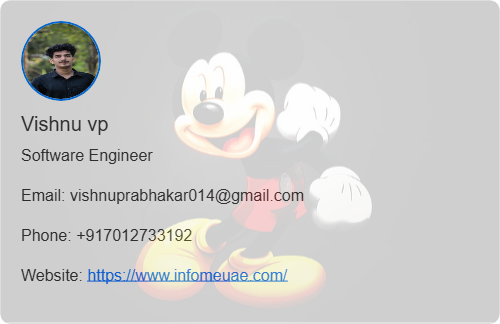 Vishnu vp
Software Engineer
Email: vishnuprabhakar014@gmail.com
Phone: +917012733192
Website: https://www.infomeuae.com/